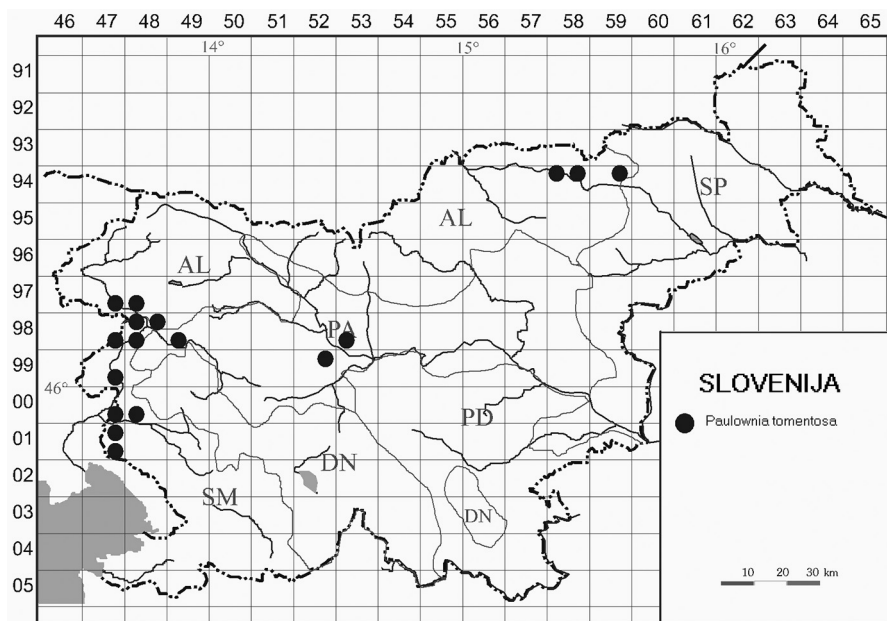 46 47 48 50 51 52 53 54 55 56 57 58 59 60 61 62 64 65
14° 15° 16°
91
92
93
94
SP
95
AL
96
AL
97
98
PA
99
SLOVENIJA
46°
00
PD
Paulownia tomentosa
01
DN
02
SM
03
DN
04
10 20 30 km
05